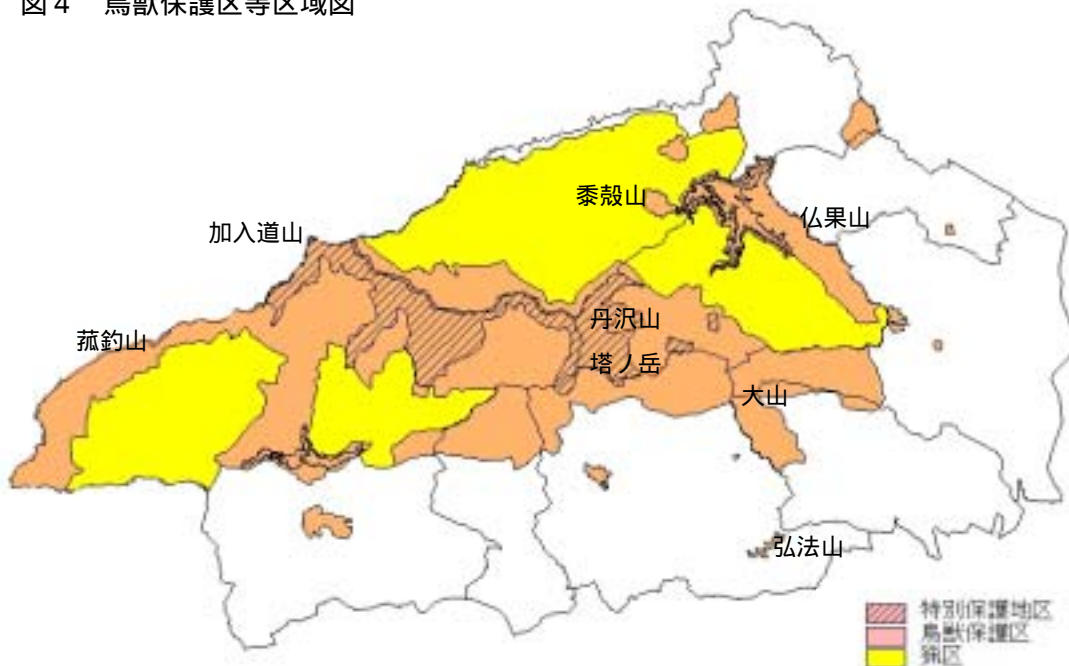 図4 鳥獣保護区等区域図
黍殻山
仏果山
加入道山
丹沢山
菰釣山
塔ノ岳
大山
弘法山
特別保護地区
鳥獣保護区
猟区